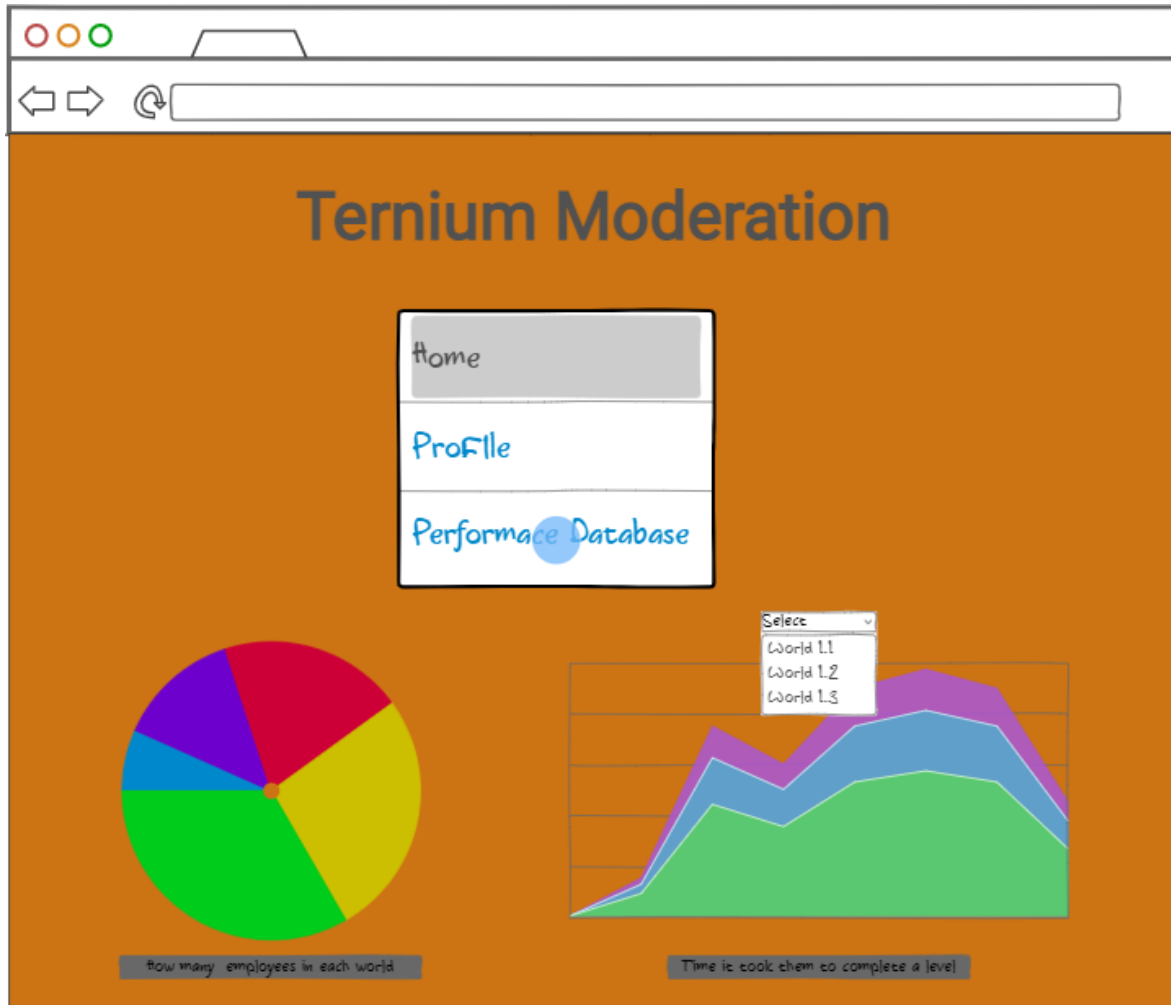 Ternium Moderation
Home
ProFIle
Performace Database
Select
World 1.1
World 1.2
World 1.3
How many employees in each world
Time it took them to complete a level